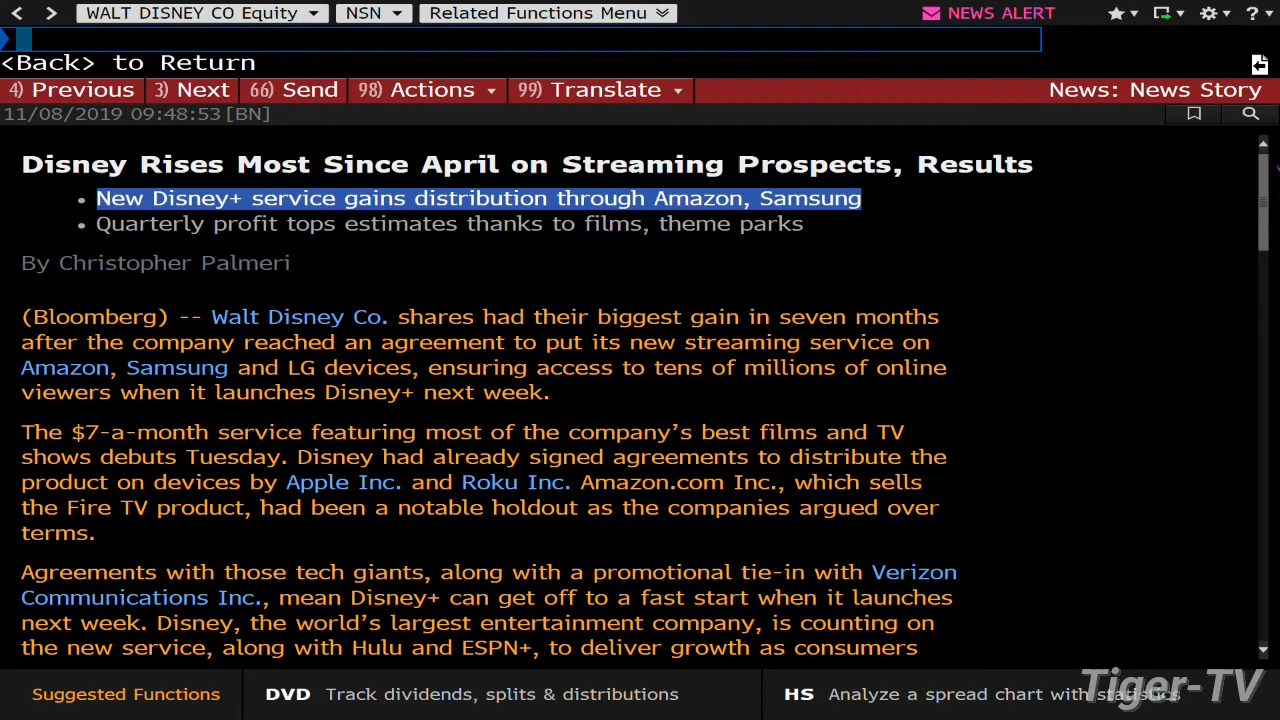 WALT DISNEY CO Equity NSN Related Functions Menu NEWS ALERT ?
<Back> to Return
4) Previous 3) Next 66) Send 98) Actions 99) Translate News: News Story
11/08/2019 09:48:53 [BN]
Disney Rises Most Since April on Streaming Prospects, Results
• New Disney+ service gains distribution through Amazon, Samsung
• Quarterly profit tops estimates thanks to films, theme parks
By Christopher Palmeri
(Bloomberg) -- Walt Disney Co. shares had their biggest gain in seven months
after the company reached an agreement to put its new streaming service on
Amazon, Samsung and LG devices, ensuring access to tens of millions of online
viewers when it launches Disney+ next week.
The $7-a-month service featuring most of the company’s best films and TV
shows debuts Tuesday. Disney had already signed agreements to distribute the
product on devices by Apple Inc. and Roku Inc. Amazon.com Inc., which sells
the Fire TV product, had been a notable holdout as the companies argued over
terms.
Agreements with those tech giants, along with a promotional tie-in with Verizon
Communications Inc., mean Disney+ can get off to a fast start when it launches
next week. Disney, the world’s largest entertainment company, is counting on
the new service, along with Hulu and ESPN+, to deliver growth as consumers
Suggested Functions DVD Track dividends, splits & distributions HS Analyze a spread chart with statistics
Tiger-TV